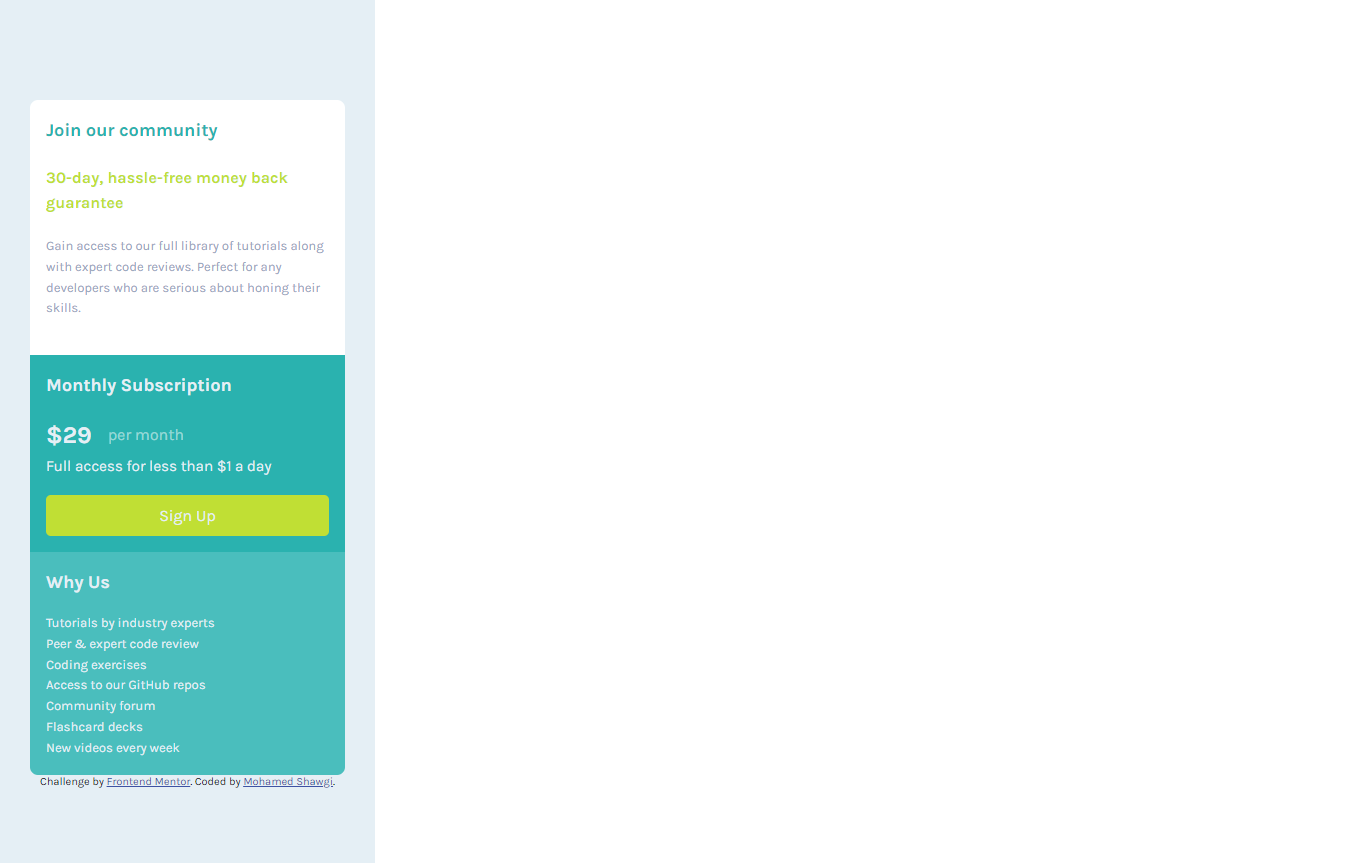 Join our community
30-day, hassle-free money back
guarantee
Gain access to our full library of tutorials along
with expert code reviews. Perfect for any
developers who are serious about honing their
skills.
Monthly Subscription
$29 per month
Full access for less than $1 a day
Sign Up
Why Us
Tutorials by industry experts
Peer & expert code review
Coding exercises
Access to our GitHub repos
Community forum
Flashcard decks
New videos every week
Challenge by Frontend Mentor. Coded by Mohamed Shawgi.